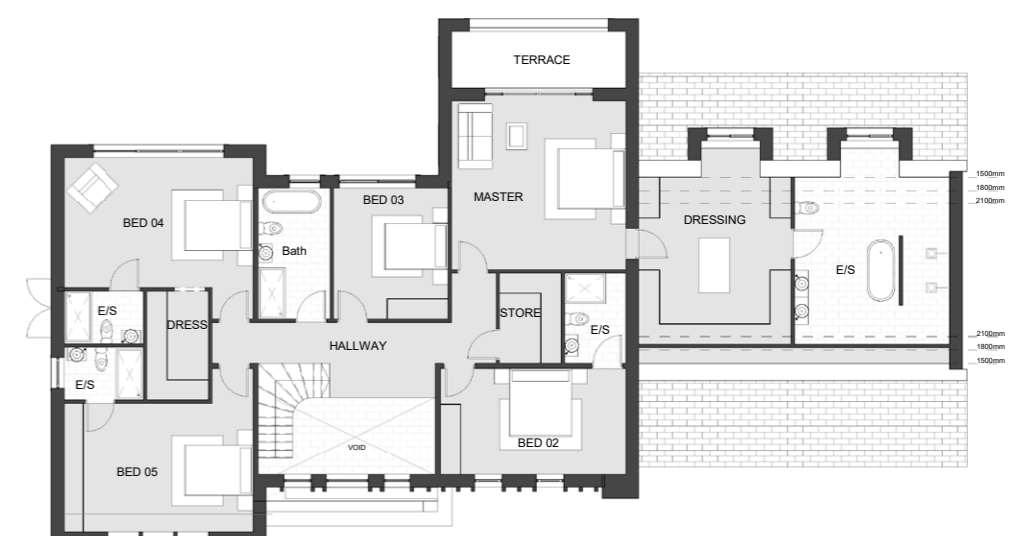 TERRACE
1500mm
1800mm
2100mm
MASTER
BED 03
DRESSING
BED 04
Bath
E/S
E/S
DRESS
STORE
E/S
HALLWAY
2100mm
1800mm
1500mm
E/S
BED 02
VOID
BED 05